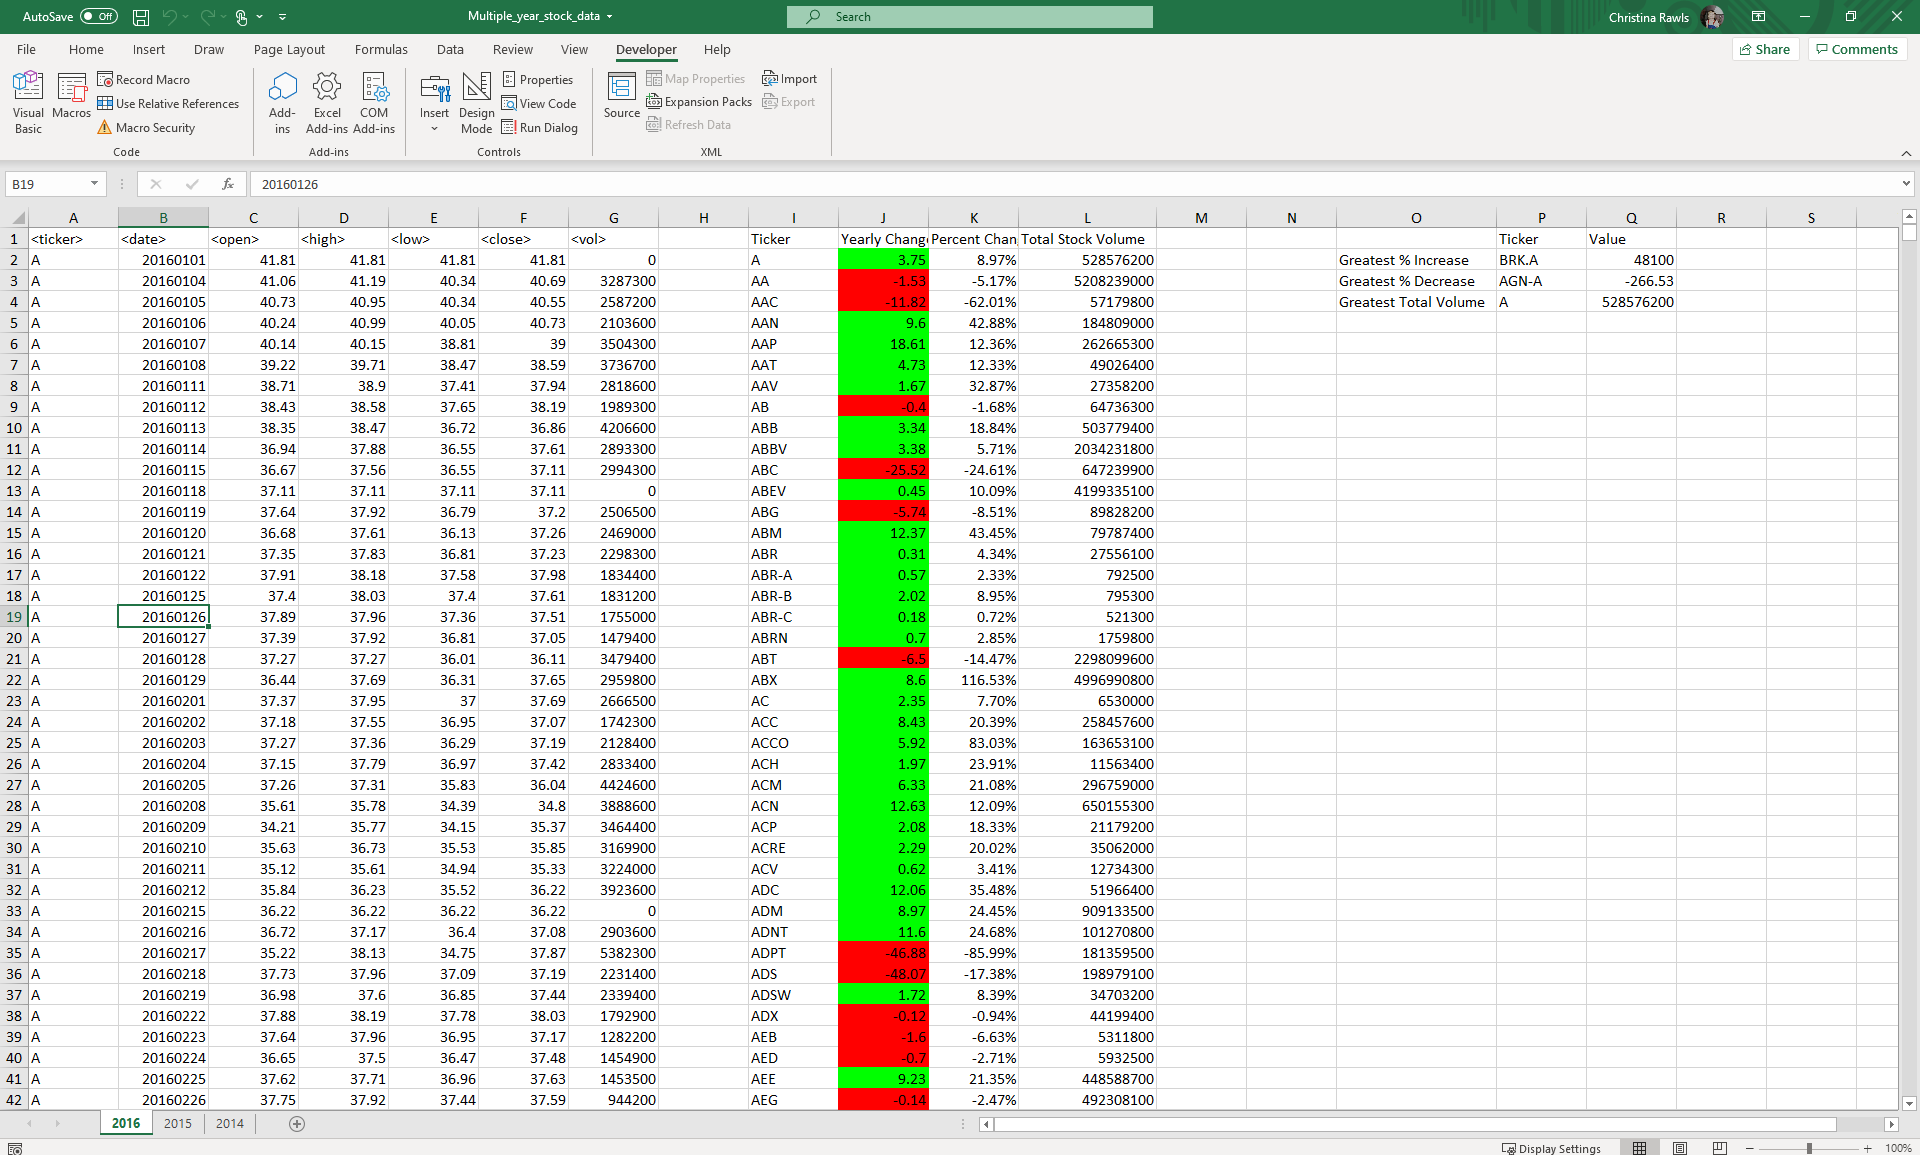 AutoSave Off Multiple_year_stock_data Search Christina Rawls
File Home Insert Draw Page Layout Formulas Data Review View Developer Help Share Comments
Visual Basic Macros Record Macro Use Relative References Macro Security Code
Add-ins Excel Add-ins COM Add-ins Add-ins
Insert Design Mode Properties View Code Run Dialog Controls
Source Map Properties Expansion Packs Refresh Data Import Export XML
B19 fx 20160126
A B C D E F G H I J K L M N O P Q R S
1 <ticker> <date> <open> <high> <low> <close> <vol> Ticker Yearly Change Percent Chan Total Stock Volume Ticker Value
2 A 20160101 41.81 41.81 41.81 41.81 0 A 3.75 8.97% 528576200 Greatest % Increase BRK.A 48100
3 A 20160104 41.06 41.19 40.34 40.69 3287300 AA -1.53 -5.17% 5208239000 Greatest % Decrease AGN-A -266.53
4 A 20160105 40.73 40.95 40.34 40.55 2587200 AAC -11.82 -62.01% 57179800 Greatest Total Volume A 528576200
5 A 20160106 40.24 40.99 40.05 40.73 2103600 AAN 9.6 42.88% 184809000
6 A 20160107 40.14 40.15 38.81 39 3504300 AAP 18.61 12.36% 262665300
7 A 20160108 39.22 39.71 38.47 38.59 3736700 AAT 4.73 12.33% 49026400
8 A 20160111 38.71 38.9 37.41 37.94 2818600 AAV 1.67 32.87% 27358200
9 A 20160112 38.43 38.58 37.65 38.19 1989300 AB -0.4 -1.68% 64736300
10 A 20160113 38.35 38.47 36.72 36.86 4206600 ABB 3.34 18.84% 503779400
11 A 20160114 36.94 37.88 36.55 37.61 2893300 ABBV 3.38 5.71% 2034231800
12 A 20160115 36.67 37.56 36.55 37.11 2994300 ABC -25.52 -24.61% 647239900
13 A 20160118 37.11 37.11 37.11 37.11 0 ABEV 0.45 10.09% 4199335100
14 A 20160119 37.64 37.92 36.79 37.2 2506500 ABG -5.74 -8.51% 89828200
15 A 20160120 36.68 37.61 36.13 37.26 2469000 ABM 12.37 43.45% 79787400
16 A 20160121 37.35 37.83 36.81 37.23 2298300 ABR 0.31 4.34% 27556100
17 A 20160122 37.91 38.18 37.58 37.98 1834400 ABR-A 0.57 2.33% 792500
18 A 20160125 37.4 38.03 37.4 37.61 1831200 ABR-B 2.02 8.95% 795300
19 A 20160126 37.89 37.96 37.36 37.51 1755000 ABR-C 0.18 0.72% 521300
20 A 20160127 37.39 37.92 36.81 37.05 1479400 ABRN 0.7 2.85% 1759800
21 A 20160128 37.27 37.27 36.01 36.11 3479400 ABT -6.5 -14.47% 2298099600
22 A 20160129 36.44 37.69 36.31 37.65 2959800 ABX 8.6 116.53% 4996990800
23 A 20160201 37.37 37.95 37 37.69 2666500 AC 2.35 7.70% 6530000
24 A 20160202 37.18 37.55 36.95 37.07 1742300 ACC 8.43 20.39% 258457600
25 A 20160203 37.27 37.36 36.29 37.19 2128400 ACCO 5.92 83.03% 163653100
26 A 20160204 37.15 37.79 36.97 37.42 2833400 ACH 1.97 23.91% 11563400
27 A 20160205 37.26 37.31 35.83 36.04 4424600 ACM 6.33 21.08% 296759000
28 A 20160208 35.61 35.78 34.39 34.8 3888600 ACN 12.63 12.09% 650155300
29 A 20160209 34.21 35.77 34.15 35.37 3464400 ACP 2.08 18.33% 21179200
30 A 20160210 35.63 36.73 35.53 35.85 3169900 ACRE 2.29 20.02% 35062000
31 A 20160211 35.12 35.61 34.94 35.33 3224000 ACV 0.62 3.41% 12734300
32 A 20160212 35.84 36.23 35.52 36.22 3923600 ADC 12.06 35.48% 51966400
33 A 20160215 36.22 36.22 36.22 36.22 0 ADM 8.97 24.45% 909133500
34 A 20160216 36.72 37.17 36.4 37.08 2903600 ADNT 11.6 24.68% 101270800
35 A 20160217 35.22 38.13 34.75 37.87 5382300 ADPT -46.88 -85.99% 181359500
36 A 20160218 37.73 37.96 37.09 37.19 2231400 ADS -48.07 -17.38% 198979100
37 A 20160219 36.98 37.6 36.85 37.44 2339400 ADSW 1.72 8.39% 34703200
38 A 20160222 37.88 38.19 37.78 38.03 1792900 ADX -0.12 -0.94% 44199400
39 A 20160223 37.64 37.96 36.95 37.17 1282200 AEB -1.6 -6.63% 5311800
40 A 20160224 36.65 37.5 36.47 37.48 1454900 AED -0.7 -2.71% 5932500
41 A 20160225 37.62 37.71 36.96 37.63 1453500 AEE 9.23 21.35% 448588700
42 A 20160226 37.75 37.92 37.44 37.59 944200 AEG -0.14 -2.47% 492308100
2016 2015 2014
Display Settings 100%